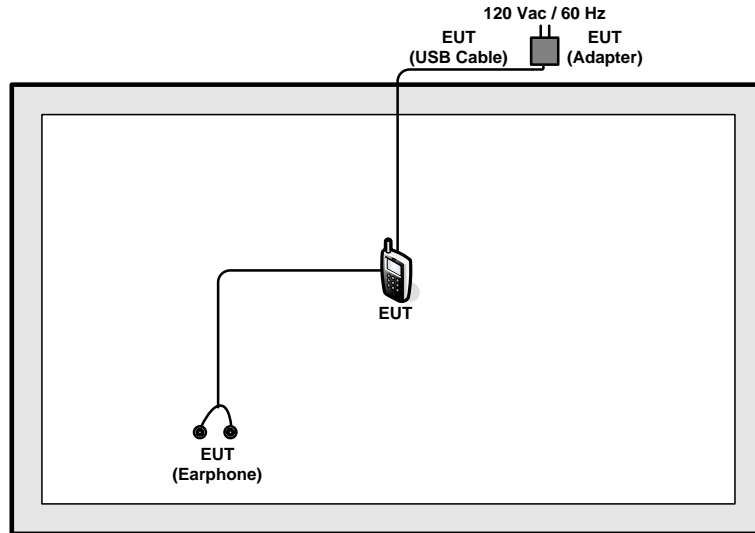 120 Vac / 60 Hz
EUT
(USB Cable)
EUT
(Adapter)
EUT
EUT
(Earphone)